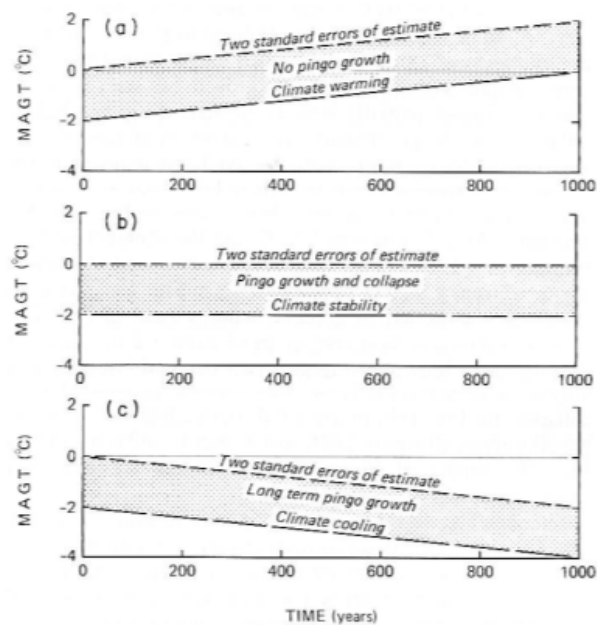 (a)
Two standard errors of estimate
No pingo growth
Climate warming
MAGT (°C)
2
0
-2
-4
0 200 400 600 800 1000
(b)
Two standard errors of estimate
Pingo growth and collapse
Climate stability
MAGT (°C)
2
0
-2
-4
0 200 400 600 800 1000
(c)
Two standard errors of estimate
Long term pingo growth
Climate cooling
MAGT (°C)
2
0
-2
-4
0 200 400 600 800 1000
TIME (years)